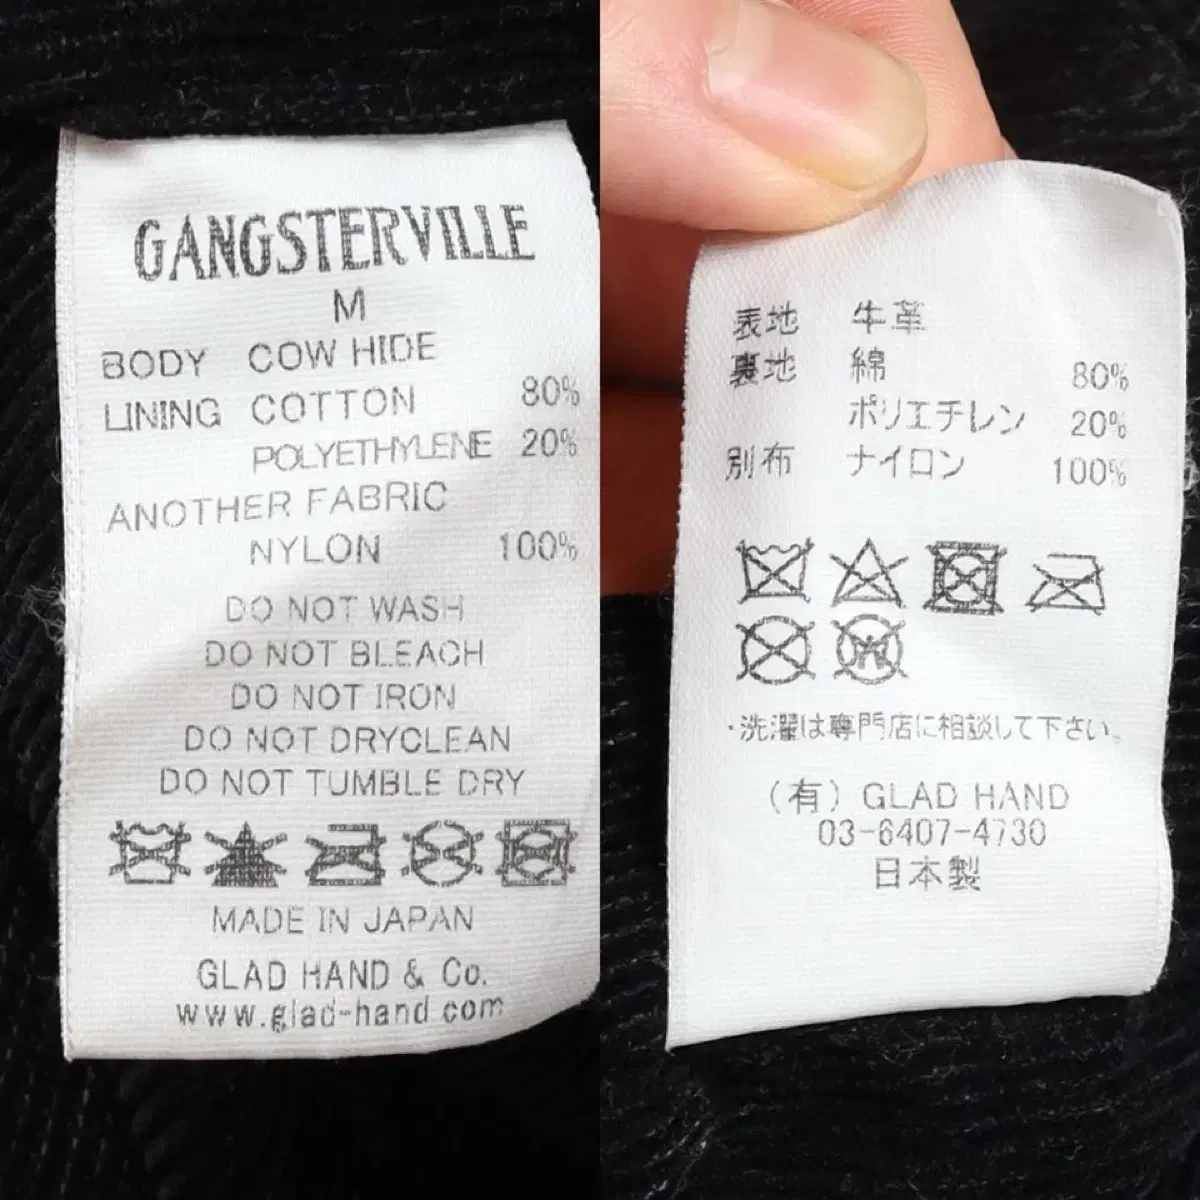 GANGSTERVILLE
M
BODY COW HIDE
LINING COTTON 80%
POLYETHYLENE 20%
ANOTHER FABRIC
NYLON 100%
DO NOT WASH
DO NOT BLEACH
DO NOT IRON
DO NOT DRYCLEAN
DO NOT TUMBLE DRY
MADE IN JAPAN
GLAD HAND & Co.
www.glad-hand.com
表地 牛革
裏地 綿 80%
ポリエチレン 20%
別布 ナイロン 100%
・洗濯は専門店に相談して下さい。
(有) GLAD HAND
03-6407-4730
日本製